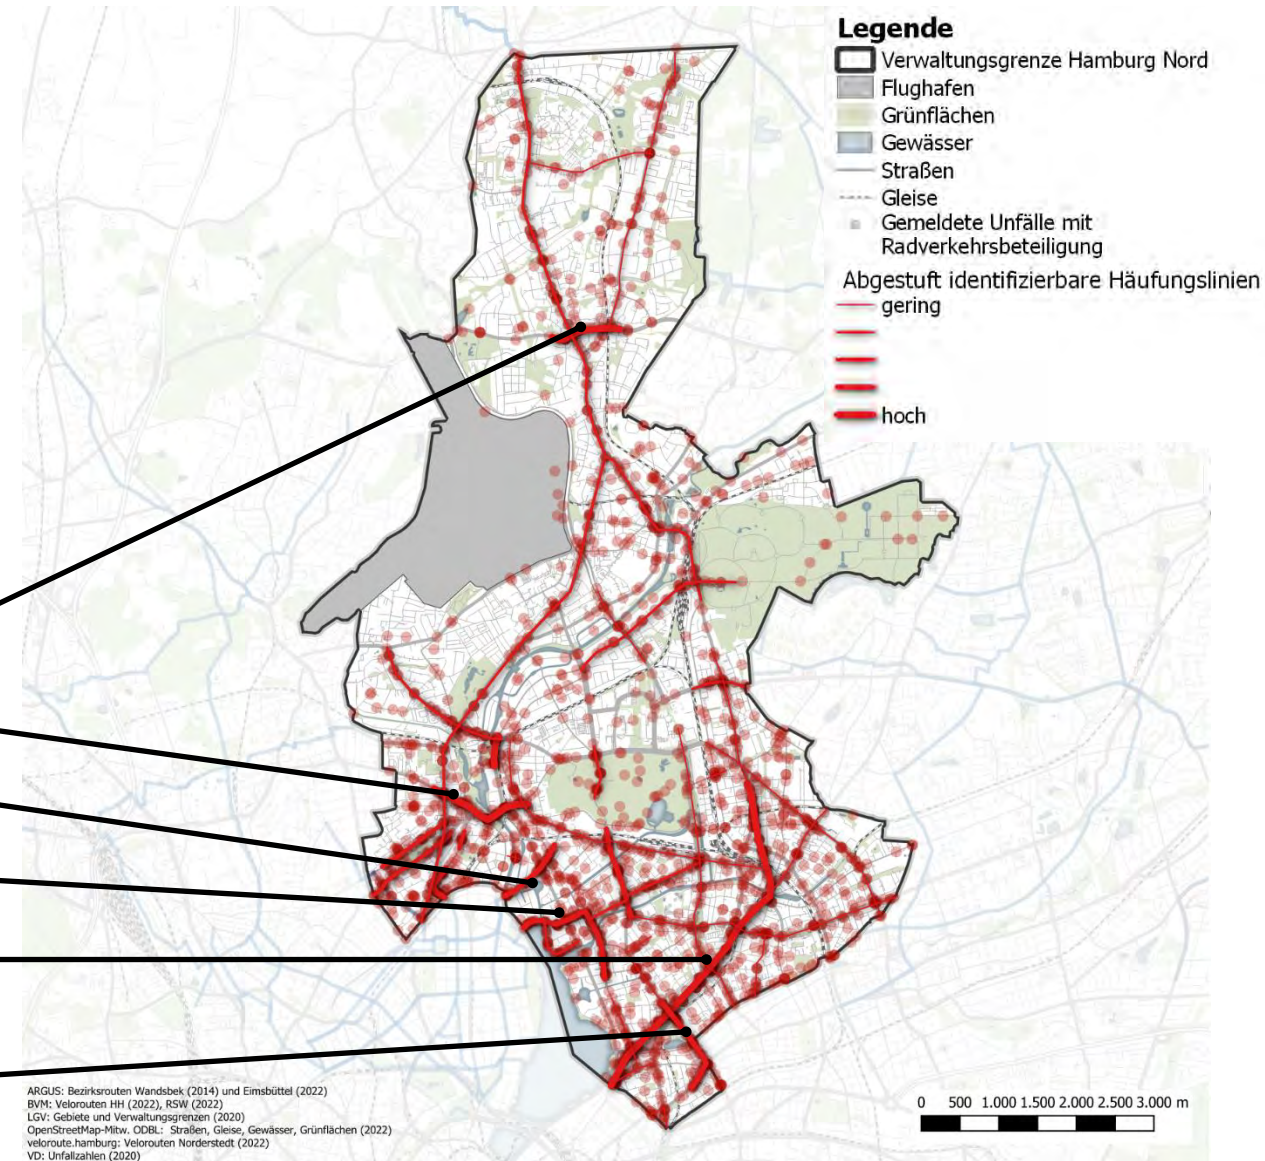 Legende
Verwaltungsgrenze Hamburg Nord
Flughafen
Grünflächen
Gewässer
Straßen
Gleise
Gemeldete Unfälle mit
Radverkehrsbeteiligung
Abgestuft identifizierbare Häufungslinien
gering
hoch
ARGUS: Bezirksrouten Wandsbek (2014) und Eimsbüttel (2022)
BVM: Velorouten HH (2022), RSW (2022)
LGV: Gebiete und Verwaltungsgrenzen (2020)
OpenStreetMap-Mitw. ODBL: Straßen, Gleise, Gewässer, Grünflächen (2022)
veloroute.hamburg: Velorouten Norderstedt (2022)
VD: Unfallzahlen (2020)
0 500 1.000 1.500 2.000 2.500 3.000 m